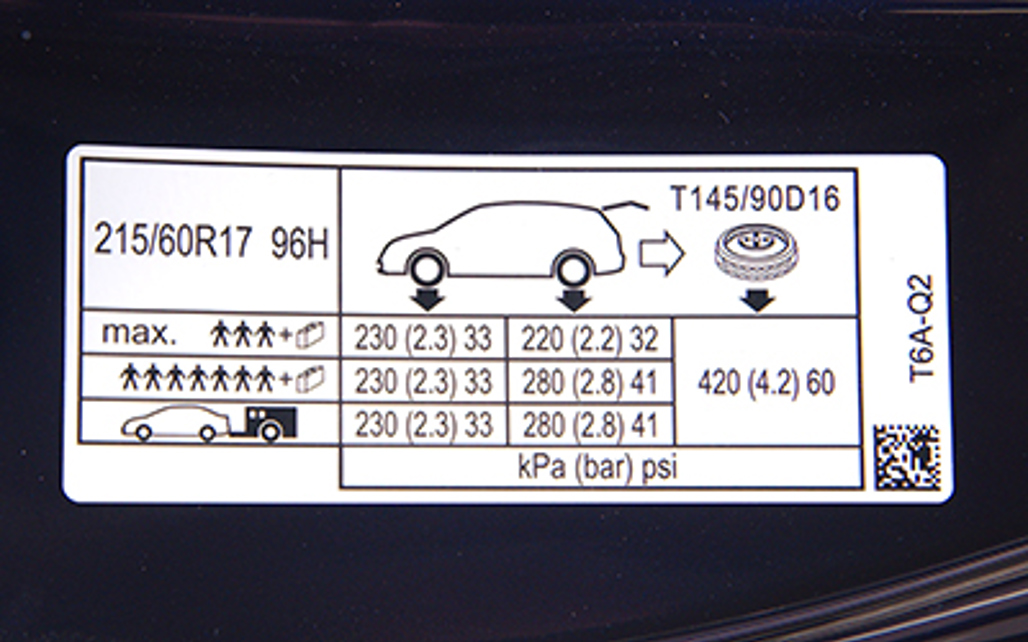 215/60R17 96H
T145/90D16
max. + 230 (2.3) 33 220 (2.2) 32
+ 230 (2.3) 33 280 (2.8) 41 420 (4.2) 60
230 (2.3) 33 280 (2.8) 41
kPa (bar) psi
T6A-Q2